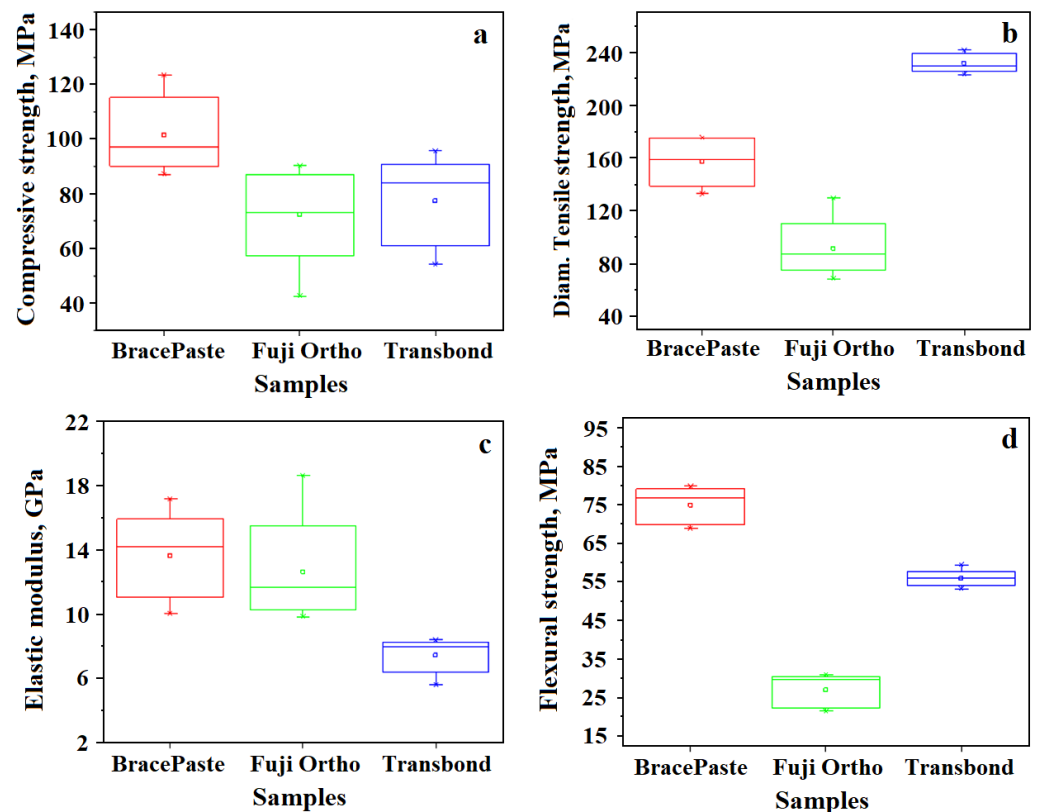 a
Compressive strength, MPa
140
120
100
80
60
40
BracePaste Fuji Ortho Transbond
Samples
b
Diam. Tensile strength,MPa
240
200
160
120
80
40
BracePaste Fuji Ortho Transbond
Samples
c
Elastic modulus, GPa
22
18
14
10
6
2
BracePaste Fuji Ortho Transbond
Samples
d
Flexural strength, MPa
95
85
75
65
55
45
35
25
15
BracePaste Fuji Ortho Transbond
Samples